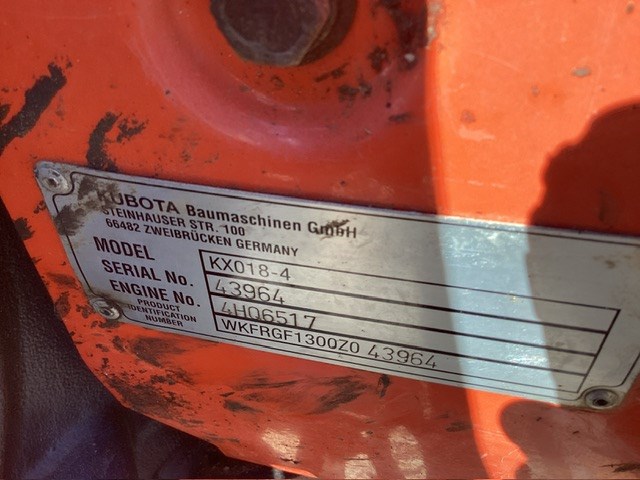 KUBOTA Baumaschinen GmbH
STEINHAUSER STR. 100
66482 ZWEIBRÜCKEN GERMANY
MODEL KX018-4
SERIAL No. 43964
ENGINE No. 4HQ6517
PRODUCT IDENTIFICATION NUMBER WKFRGF1300Z0 43964